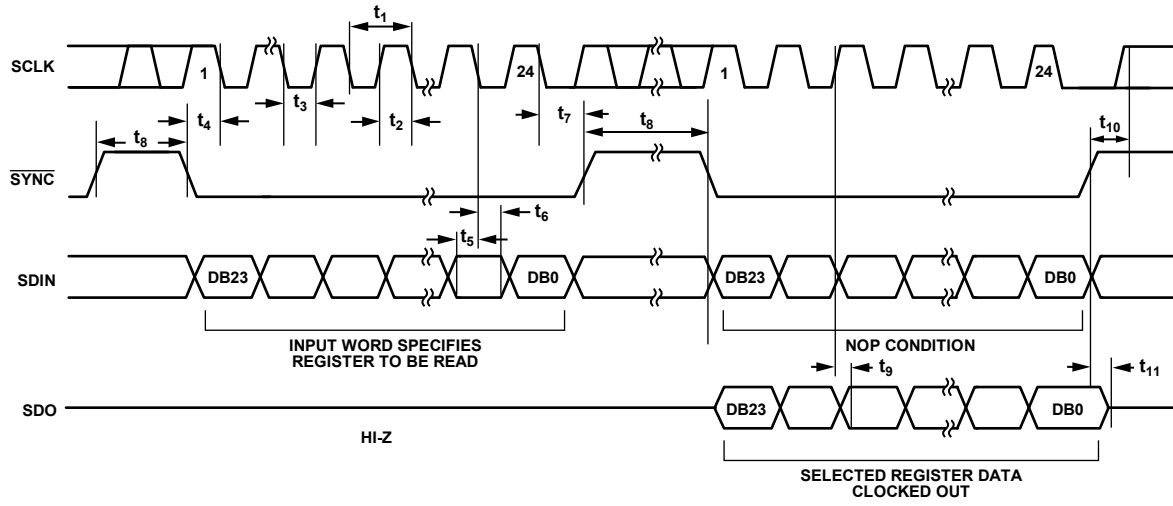 t1
SCLK
1
24
1
24
t3
t4
t2
t7
t8
t8
t10
SYNC
t6
t5
SDIN
DB23
DB0
DB23
DB0
INPUT WORD SPECIFIES
REGISTER TO BE READ
NOP CONDITION
t9
t11
SDO
DB23
DB0
HI-Z
SELECTED REGISTER DATA
CLOCKED OUT